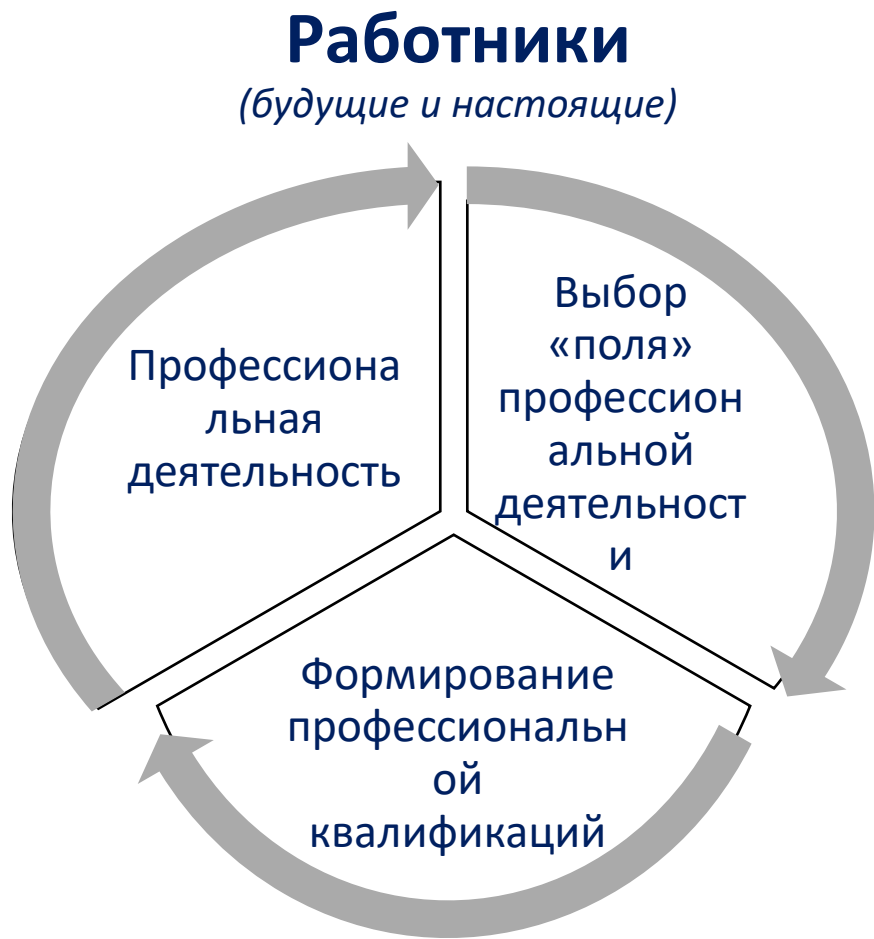 Работники
(будущие и настоящие)
Выбор
«поля»
профессион
альной
деятельност
и
Профессиона
льная
деятельность
Формирование
профессиональн
ой
квалификаций